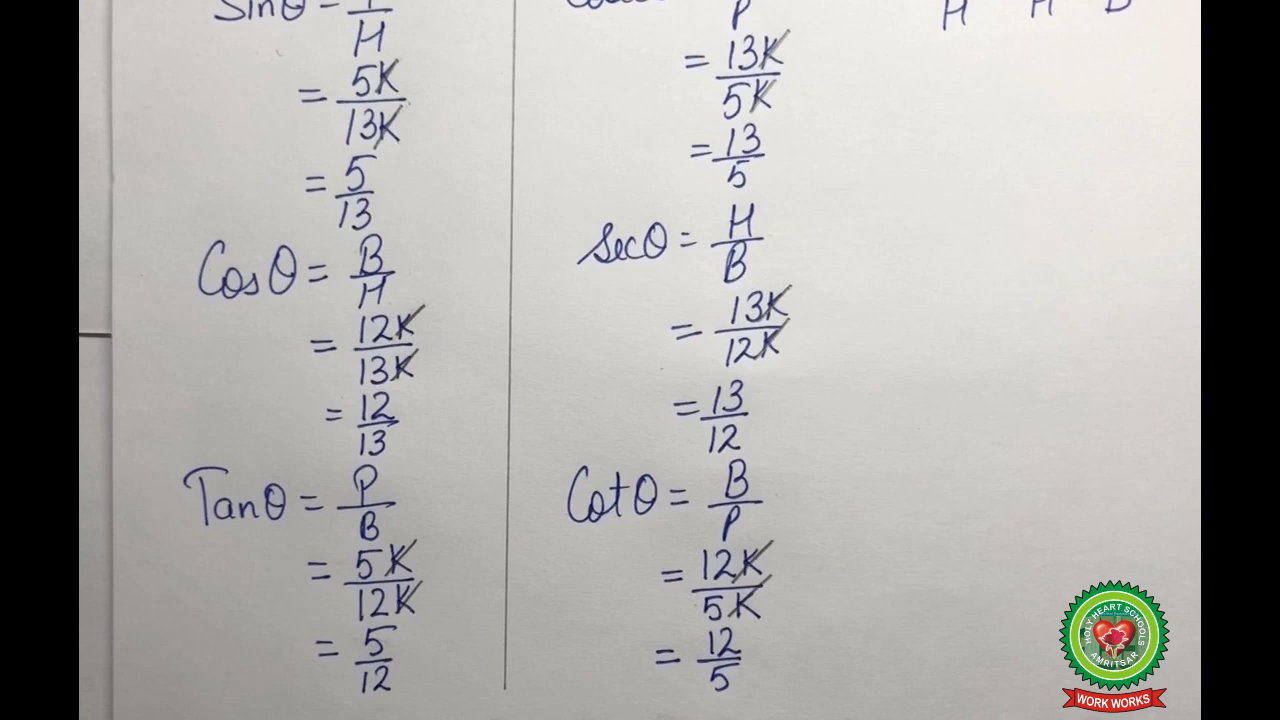 Sinθ = P/H
= 5K/13K
= 5/13
Cosθ = B/H
= 12K/13K
= 12/13
Tanθ = P/B
= 5K/12K
= 5/12
P
= 13K/5K
= 13/5
Secθ = H/B
= 13K/12K
= 13/12
Cotθ = B/P
= 12K/5K
= 12/5
H H B
HOLY HEART SCHOOLS
AMRITSAR
WORK WORKS